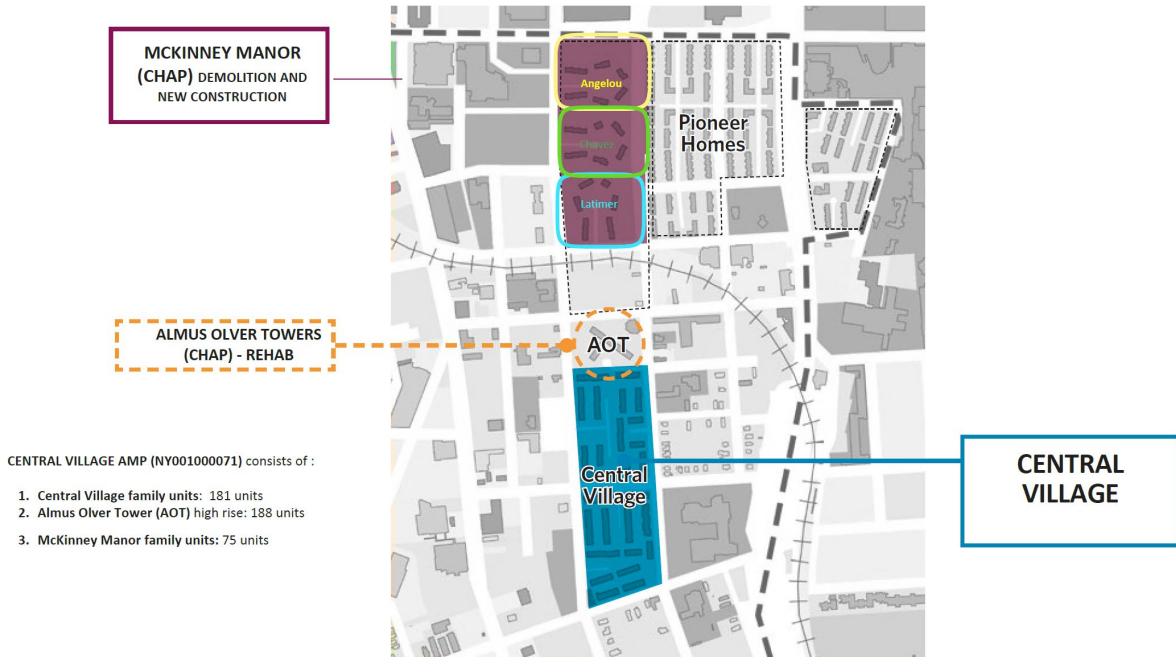 MCKINNEY MANOR
(CHAP) DEMOLITION AND
NEW CONSTRUCTION
Angelou
Chavez
Latimer
Pioneer
Homes
ALMUS OLVER TOWERS
(CHAP) - REHAB
AOT
Central
Village
CENTRAL
VILLAGE
CENTRAL VILLAGE AMP (NY001000071) consists of :
1. Central Village family units: 181 units
2. Almus Olver Tower (AOT) high rise: 188 units
3. McKinney Manor family units: 75 units